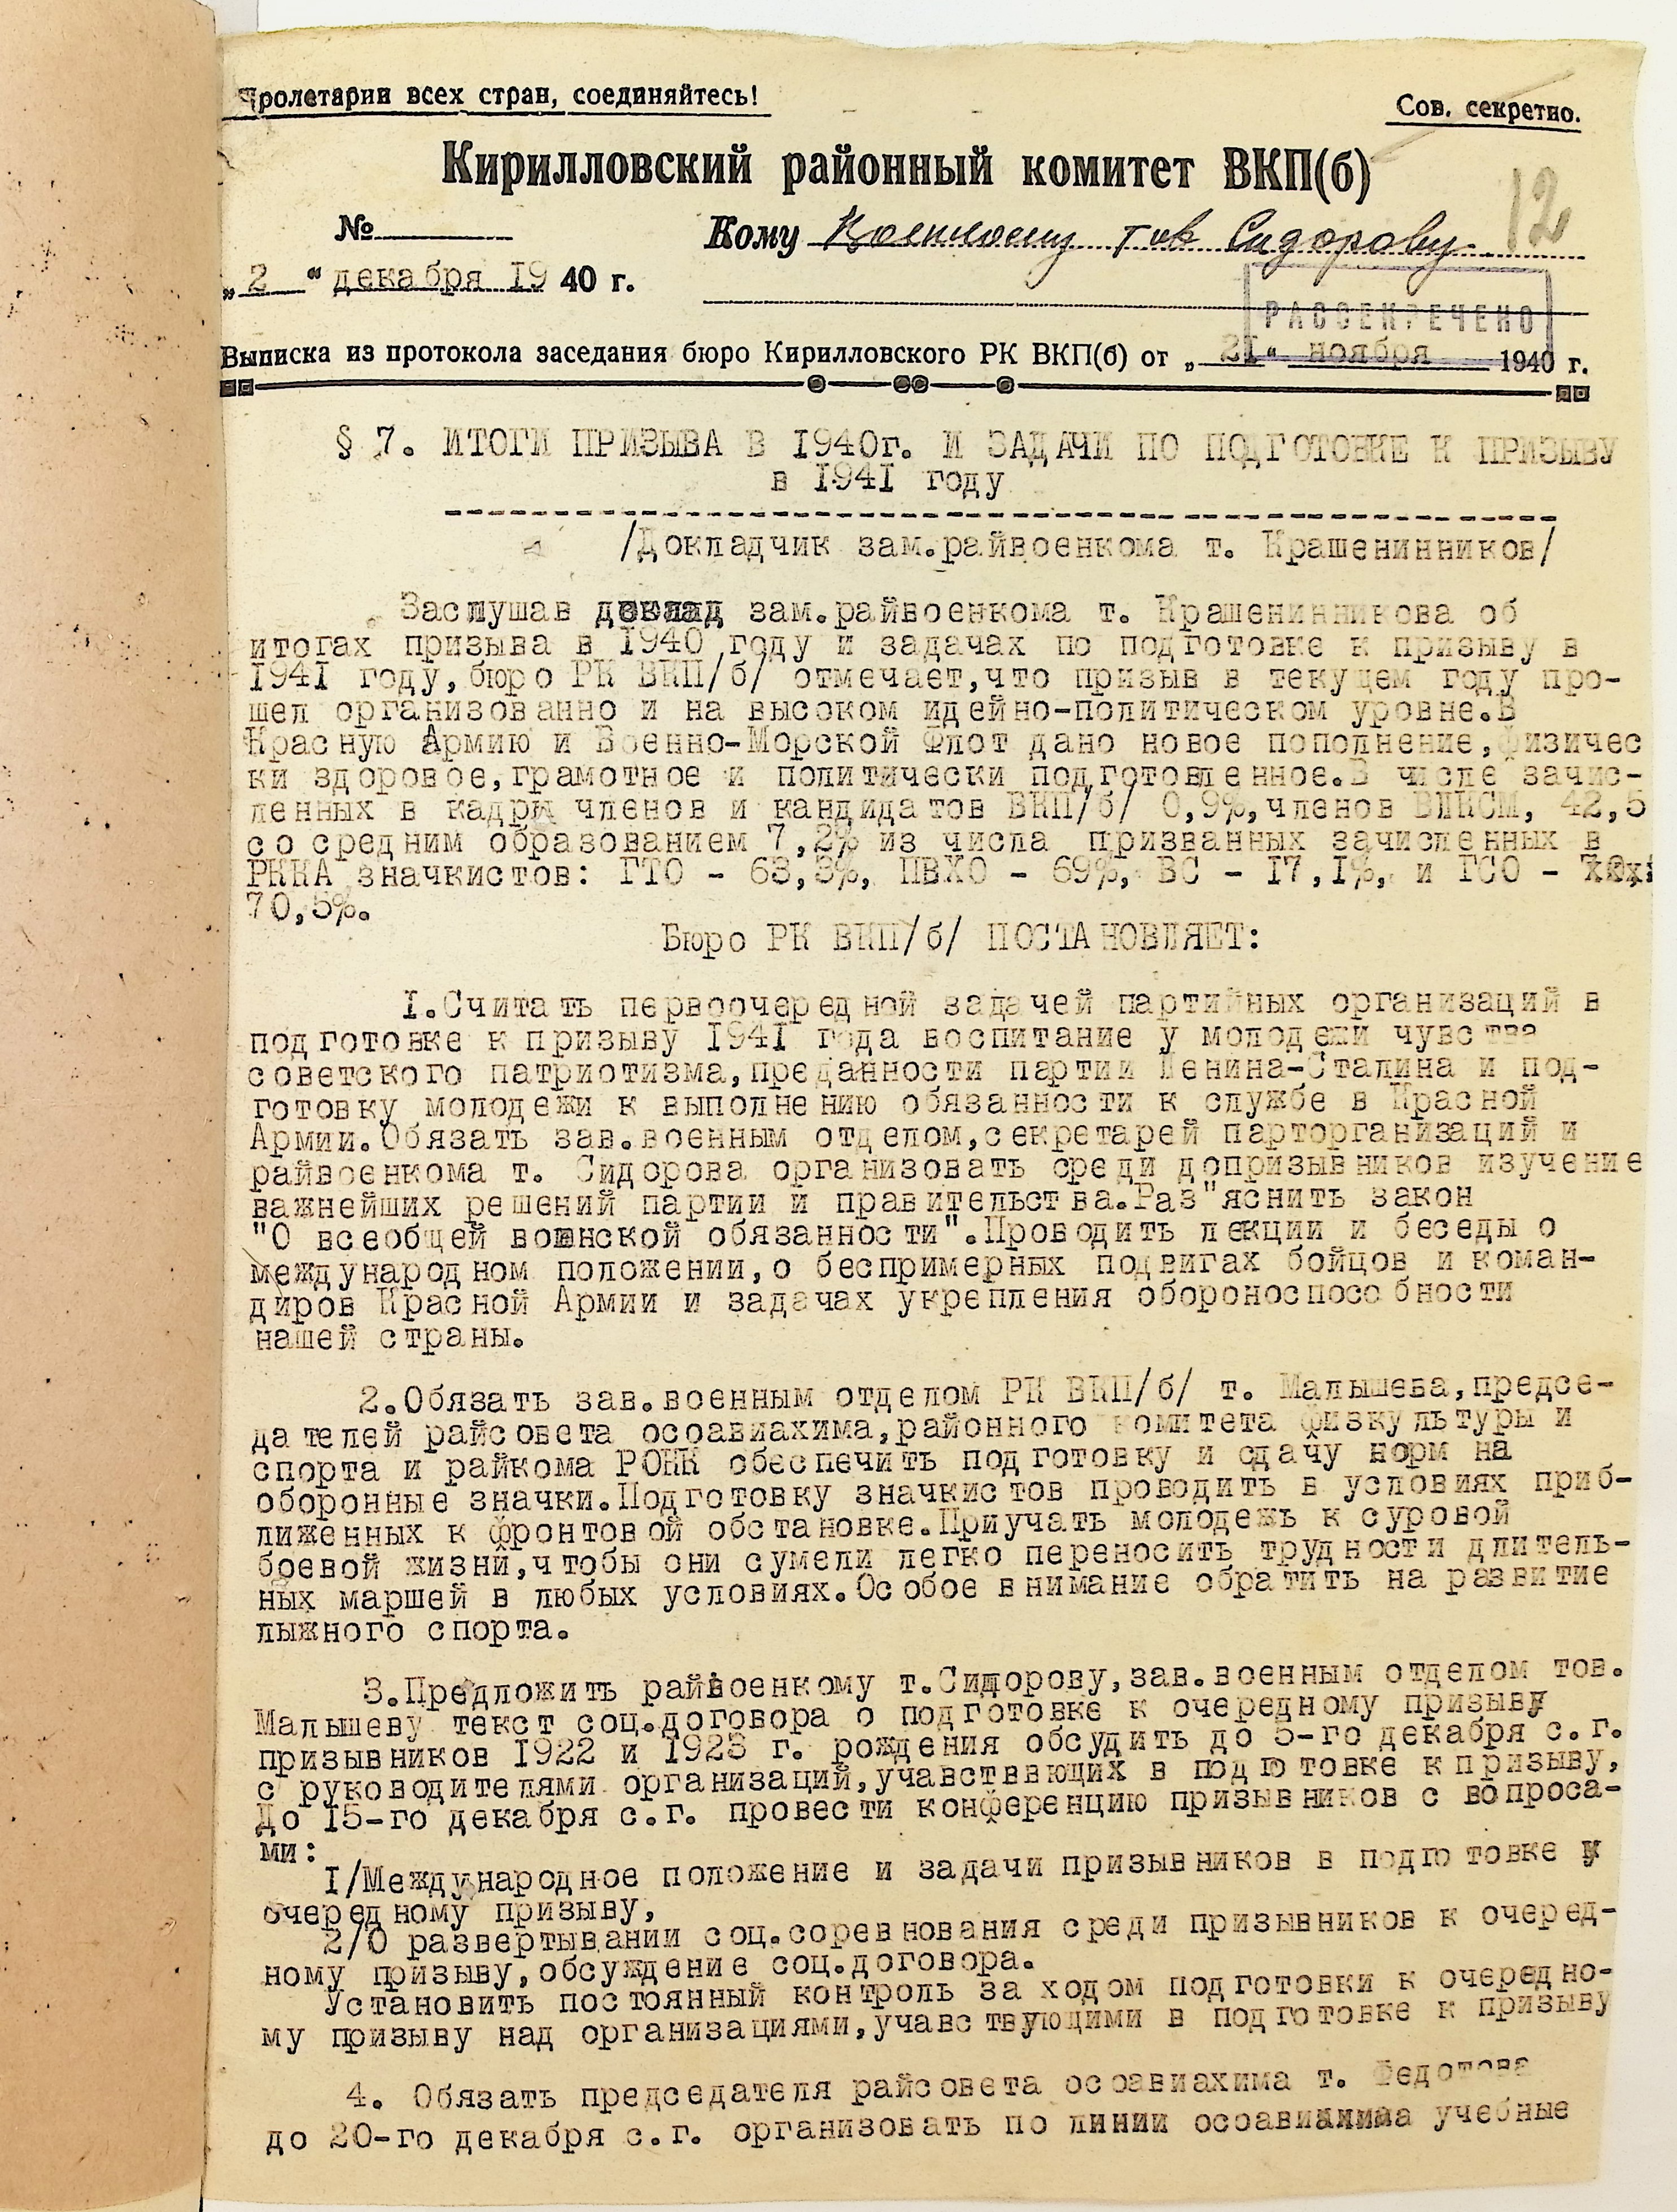 Пролетарии всех стран, соединяйтесь!
Сов. секретно.
Кирилловский районный комитет ВКП(б)
12
№
Кому Военкому тов Сидорову
„2“ декабря 1940 г.
РАССЕКРЕЧЕНО
Выписка из протокола заседания бюро Кирилловского РК ВКП(б) от „21“ ноября 1940 г.
§ 7. ИТОГИ ПРИЗЫВА В 1940г. И ЗАДАЧИ ПО ПОДГОТОВКЕ К ПРИЗЫВУ
в 1941 году
/Докладчик зам.райвоенкома т. Крашенинников/
Заслушав доклад зам.райвоенкома т. Крашенинникова об
итогах призыва в 1940 году и задачах по подготовке к призыву в
1941 году,бюро РК ВКП/б/ отмечает,что призыв в текущем году про-
шел организованно и на высоком идейно-политическом уровне.В
Красную Армию и Военно-Морской Флот дано новое пополнение,физичес
ки здоровое,грамотное и политически подготовленное.В числе зачис-
ленных в кадры членов и кандидатов ВКП/б/ 0,9%,членов ВЛКСМ, 42,5
со средним образованием 7,2% из числа призванных зачисленных в
РККА значкистов: ГТО - 63,3%, ПВХО - 69%, ВС - 17,1%, и ГСО -
70,5%.
Бюро РК ВКП/б/ ПОСТАНОВЛЯЕТ:
1.Считать первоочередной задачей партийных организаций в
подготовке к призыву 1941 года воспитание у молодежи чувства
советского патриотизма,преданности партии Ленина-Сталина и под-
готовку молодежи к выполнению обязанности к службе в Красной
Армии.Обязать зав.военным отделом,секретарей парторганизаций и
райвоенкома т. Сидорова организовать среди допризывников изучение
важнейших решений партии и правительства.Раз"яснить закон
"О всеобщей воинской обязанности".Проводить лекции и беседы о
международном положении,о беспримерных подвигах бойцов и коман-
диров Красной Армии и задачах укрепления обороноспособности
нашей страны.
2.Обязать зав.военным отделом РК ВКП/б/ т. Малышева,предсе-
дателей райсовета осоавиахима,районного комитета физкультуры и
спорта и райкома РОКК обеспечить подготовку и сдачу норм на
оборонные значки.Подготовку значкистов проводить в условиях приб-
лиженных к фронтовой обстановке.Приучать молодежь к суровой
боевой жизни,чтобы они сумели легко переносить трудности длитель-
ных маршей в любых условиях.Особое внимание обратить на развитие
лыжного спорта.
3.Предложить райвоенкому т.Сидорову,зав.военным отделом тов.
Малышеву текст соц.договора о подготовке к очередному призыву
призывников 1922 и 1923 г. рождения обсудить до 5-го декабря с.г.
с руководителями организаций,учавстввющих в подготовке к призыву,
До 15-го декабря с.г. провести конференцию призывников с вопроса-
ми:
1/Международное положение и задачи призывников в подготовке к
очередному призыву,
2/О развертывании соц.соревнования среди призывников к очеред-
ному призыву,обсуждение соц.договора.
Установить постоянный контроль за ходом подготовки к очередно-
му призыву над организациями,учавствующими в подготовке к призыву
4. Обязать председателя райсовета осоавиахима т. Федотова
до 20-го декабря с.г. организовать по линии осоавиахима учебные